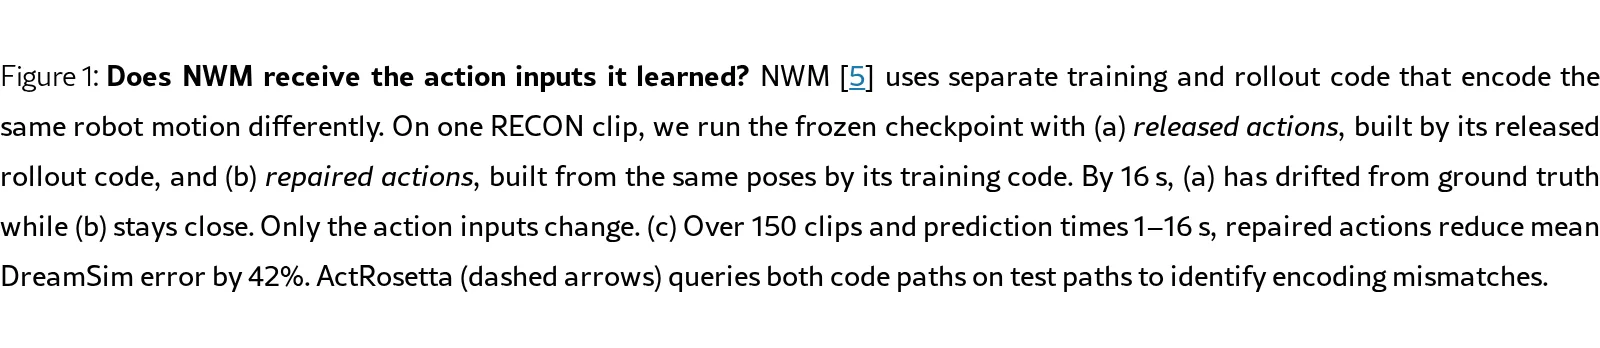 Figure 1: Does NWM receive the action inputs it learned? NWM [5] uses separate training and rollout code that encode the
same robot motion differently. On one RECON clip, we run the frozen checkpoint with (a) released actions, built by its released
rollout code, and (b) repaired actions, built from the same poses by its training code. By 16 s, (a) has drifted from ground truth
while (b) stays close. Only the action inputs change. (c) Over 150 clips and prediction times 1–16 s, repaired actions reduce mean
DreamSim error by 42%. ActRosetta (dashed arrows) queries both code paths on test paths to identify encoding mismatches.